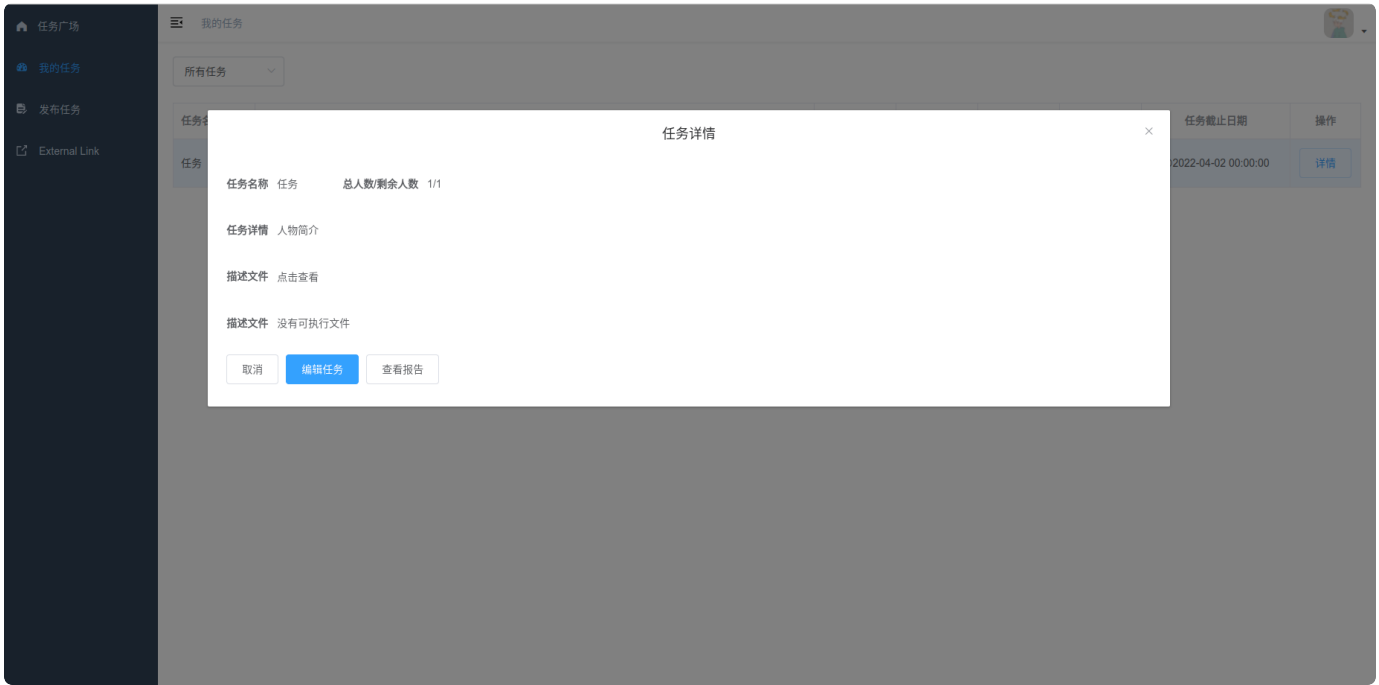 任务广场
我的任务
我的任务
所有任务
发布任务
External Link
任务
任务截止日期
操作
任务
2022-04-02 00:00:00
详情
任务详情
任务名称 任务 总人数/剩余人数 1/1
任务详情 人物简介
描述文件 点击查看
描述文件 没有可执行文件
取消
编辑任务
查看报告